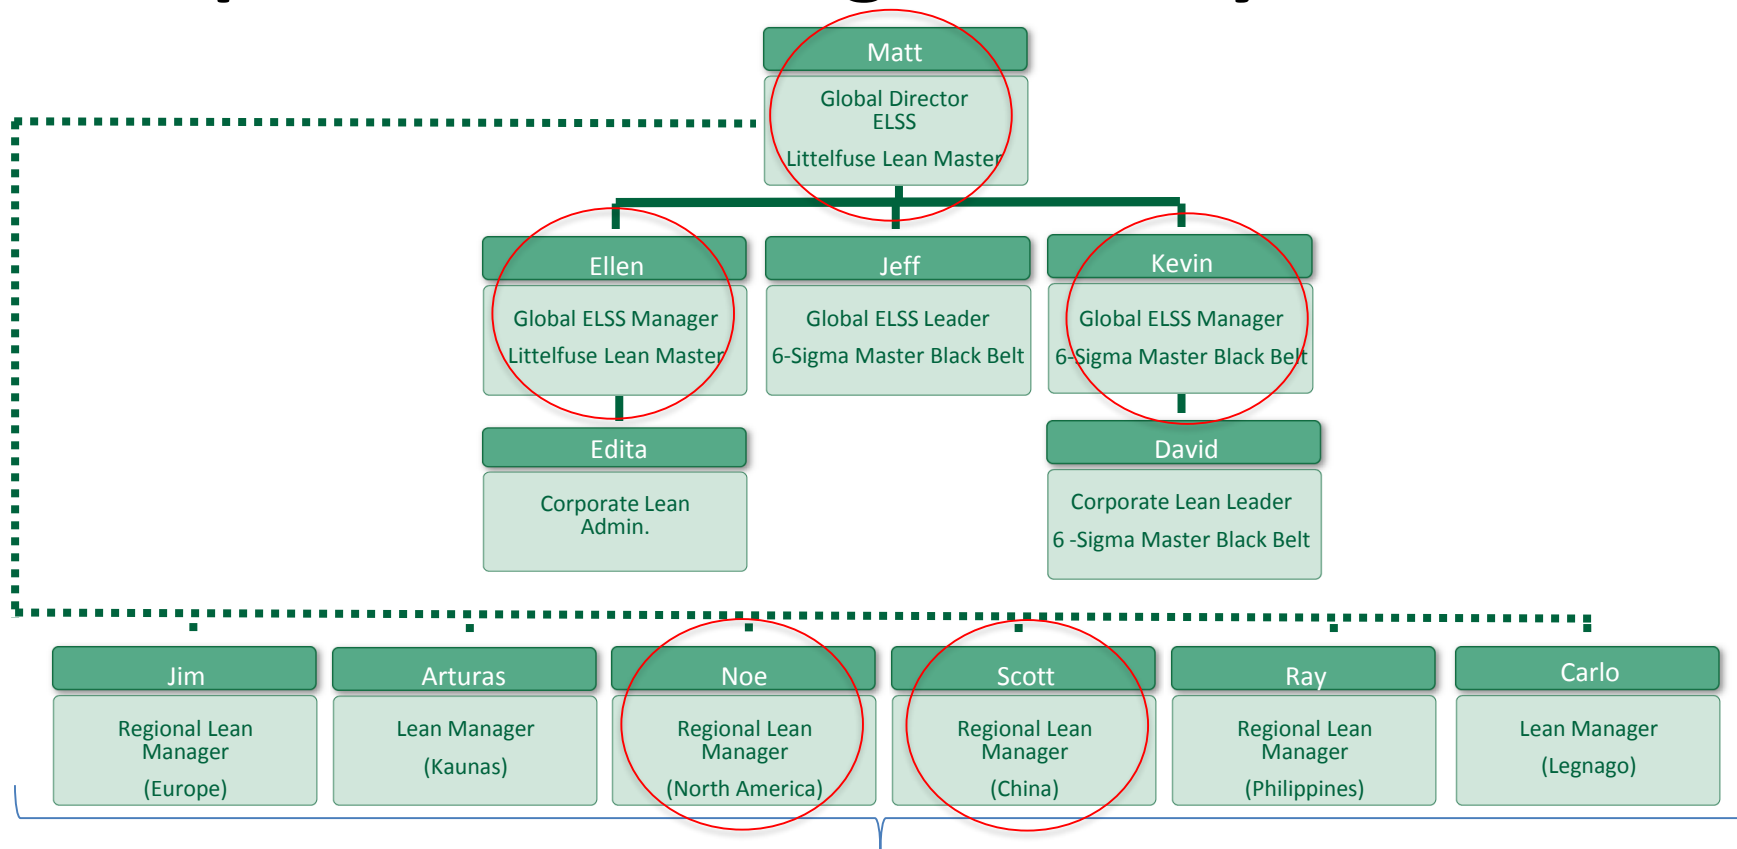 Matt
Global Director
ELSS
Littelfuse Lean Master
Ellen
Global ELSS Manager
Littelfuse Lean Master
Jeff
Global ELSS Leader
6-Sigma Master Black Belt
Kevin
Global ELSS Manager
6-Sigma Master Black Belt
Edita
Corporate Lean
Admin.
David
Corporate Lean Leader
6 -Sigma Master Black Belt
Jim
Regional Lean
Manager
(Europe)
Arturas
Lean Manager
(Kaunas)
Noe
Regional Lean
Manager
(North America)
Scott
Regional Lean
Manager
(China)
Ray
Regional Lean
Manager
(Philippines)
Carlo
Lean Manager
(Legnago)